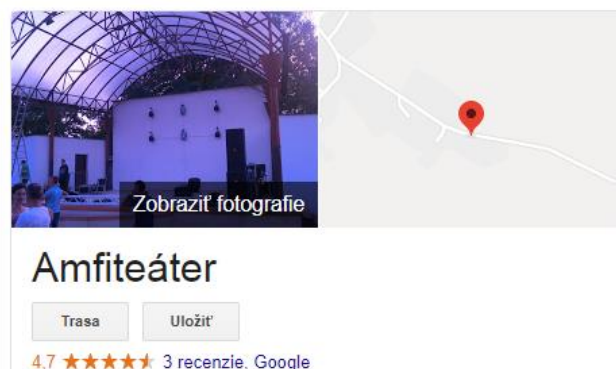 Zobraziť fotografie
Amfiteáter
Trasa Uložiť
4,7 3 recenzie, Google